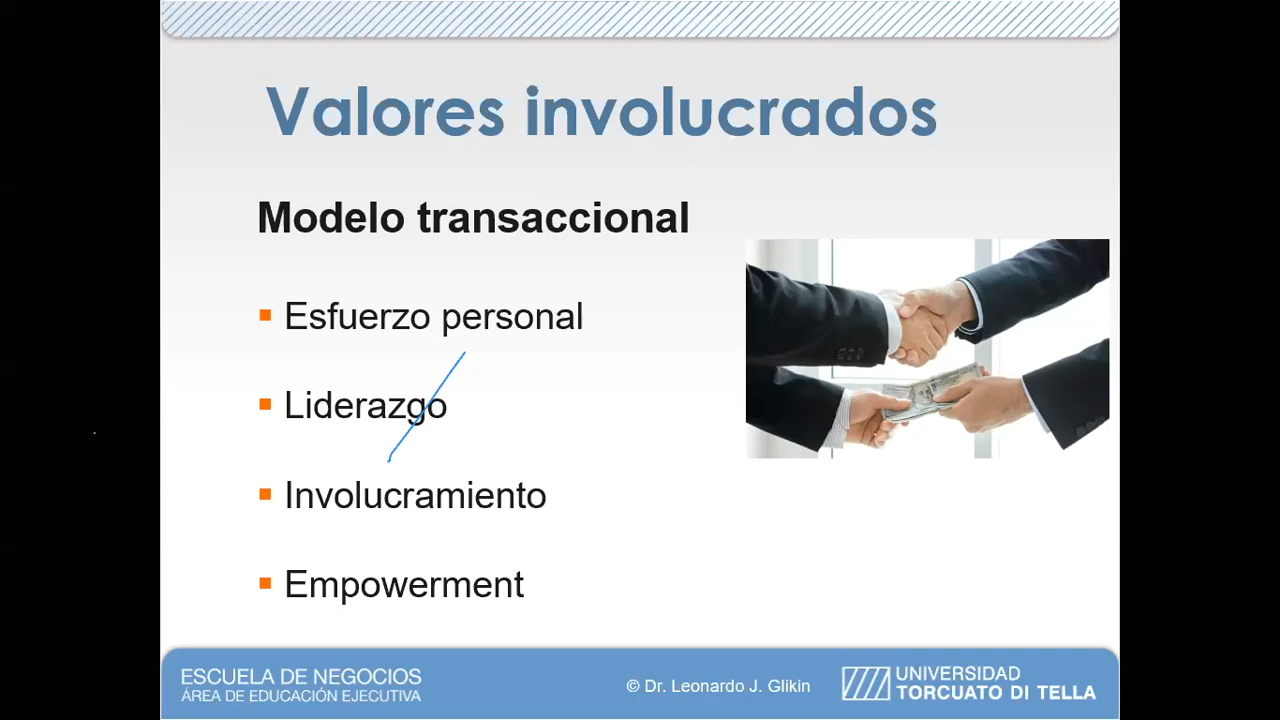 Valores involucrados
Modelo transaccional
Esfuerzo personal
Liderazgo
Involucramiento
Empowerment
ESCUELA DE NEGOCIOS
ÁREA DE EDUCACIÓN EJECUTIVA
© Dr. Leonardo J. Glikin
UNIVERSIDAD
TORCUATO DI TELLA